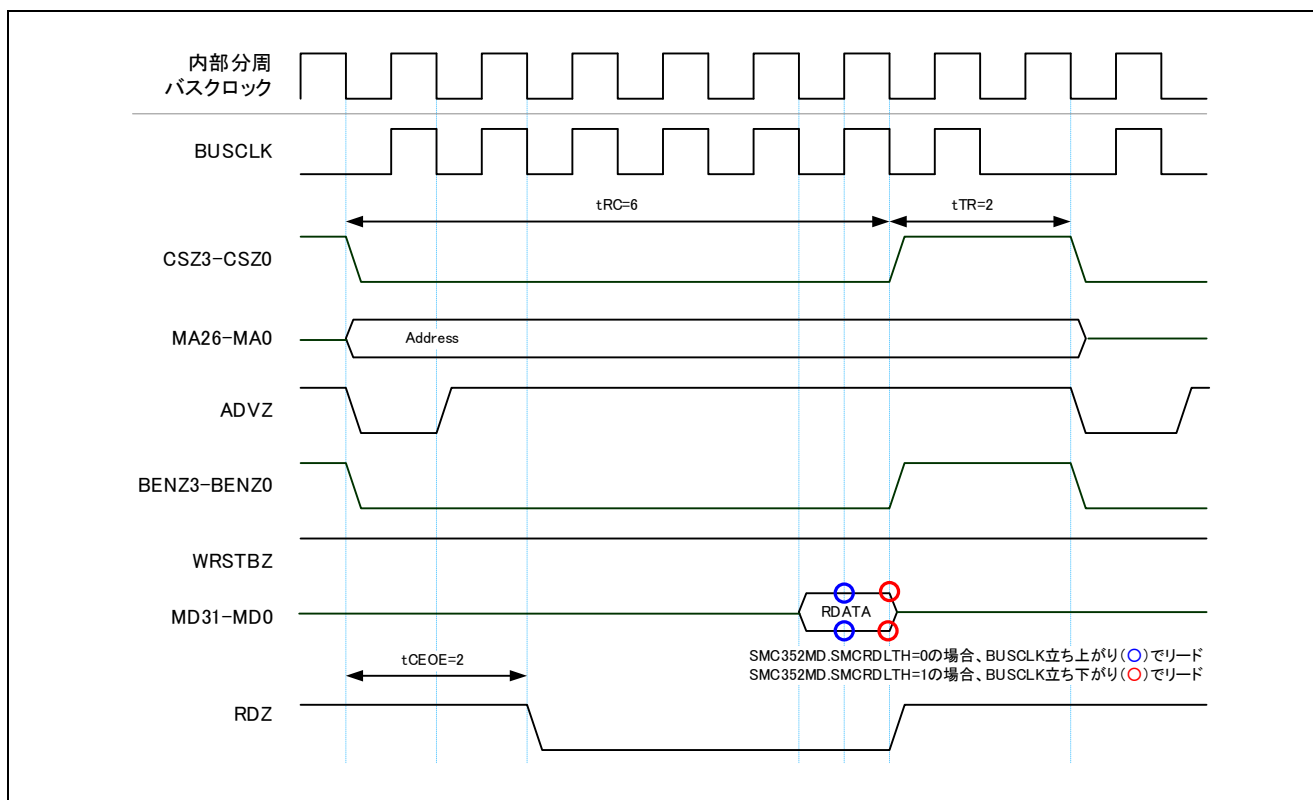 内部分周
バスクロック
BUSCLK
tRC=6
tTR=2
CSZ3-CSZ0
MA26-MA0
Address
ADVZ
BENZ3-BENZ0
WRSTBZ
MD31-MD0
RDATA
SMC352MD.SMCRDLTH=0の場合、BUSCLK立ち上がり(○)でリード
SMC352MD.SMCRDLTH=1の場合、BUSCLK立ち下がり(○)でリード
tCEOE=2
RDZ